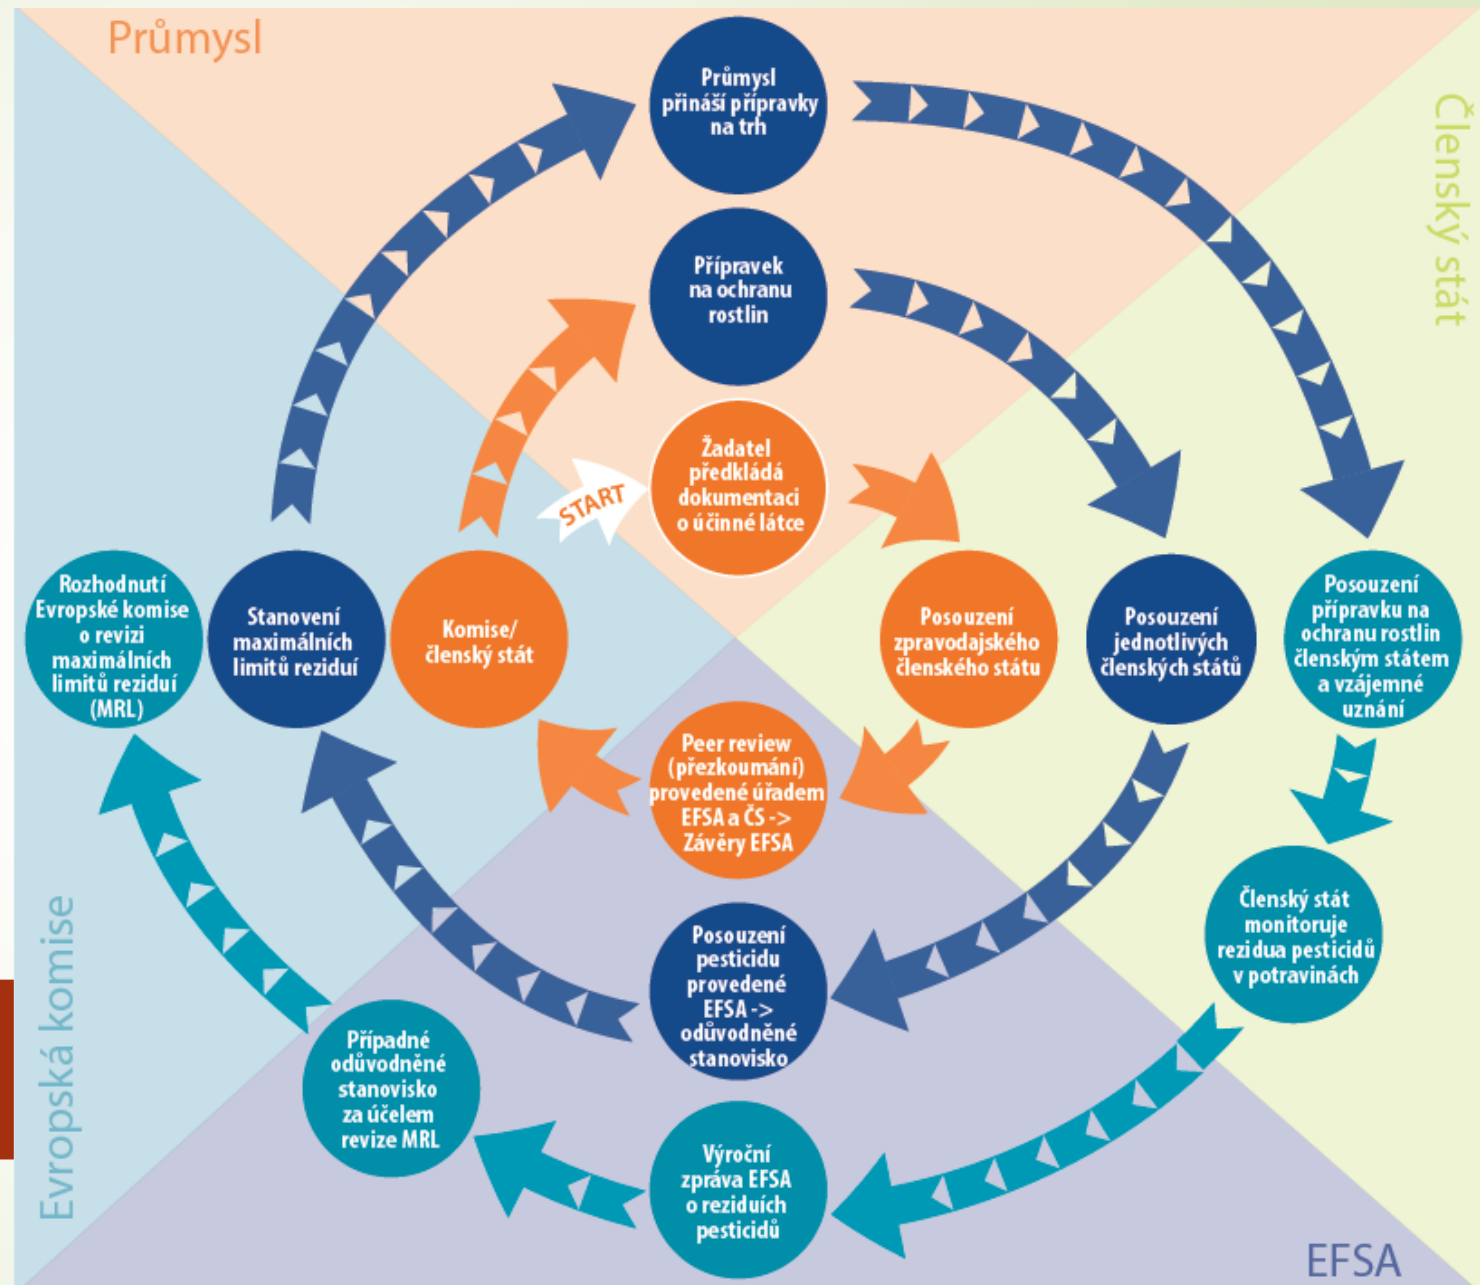 Průmysl
Členský stát
Průmysl
přináší přípravky
na trh
Přípravek
na ochranu
rostlin
Žadatel
předkládá
dokumentaci
o účinné látce
START
Rozhodnutí
Evropské komise
o revizi
maximálních
limitů reziduí
(MRL)
Stanovení
maximálních
limitů reziduí
Komise/
členský stát
Posouzení
zpravodajského
členského státu
Posouzení
jednotlivých
členských států
Posouzení
přípravku na
ochranu rostlin
členským státem
a vzájemné
uznání
Peer review
(přezkoumání)
provedené úřadem
EFSA a ČS ->
Závěry EFSA
Členský stát
monitoruje
rezidua pesticidů
v potravinách
Posouzení
pesticidu
provedené
EFSA ->
odůvodněné
stanovisko
Případné
odůvodněné
stanovisko
za účelem
revize MRL
Výroční
zpráva EFSA
o reziduích
pesticidů
Evropská komise
EFSA